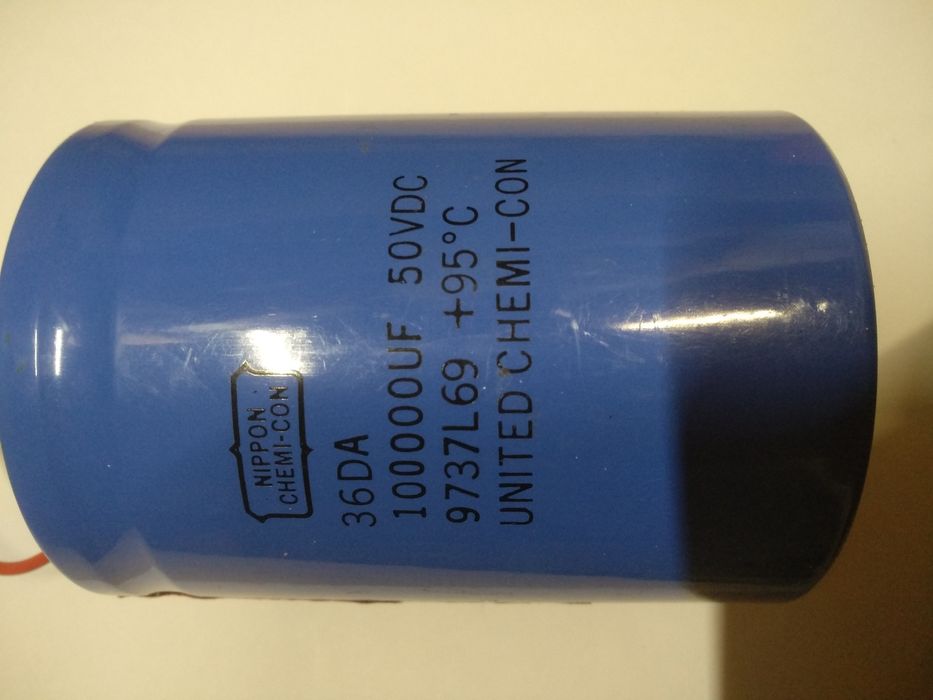 NIPPON
CHEMI-CON
36DA
100000UF 50VDC
9737L69 +95°C
UNITED CHEMI-CON